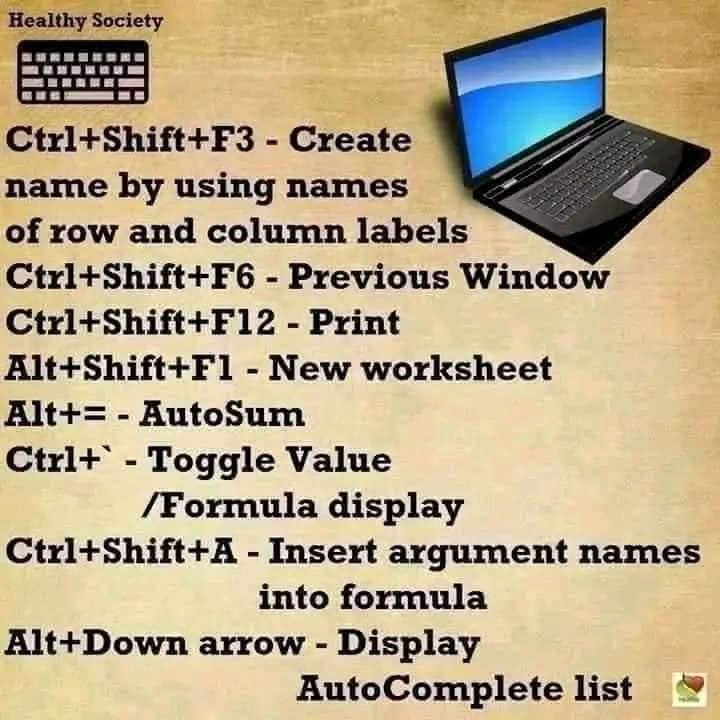 Healthy Society
Ctrl+Shift+F3 - Create
name by using names
of row and column labels
Ctrl+Shift+F6 - Previous Window
Ctrl+Shift+F12 - Print
Alt+Shift+F1 - New worksheet
Alt+= - AutoSum
Ctrl+` - Toggle Value
/Formula display
Ctrl+Shift+A - Insert argument names
into formula
Alt+Down arrow - Display
AutoComplete list